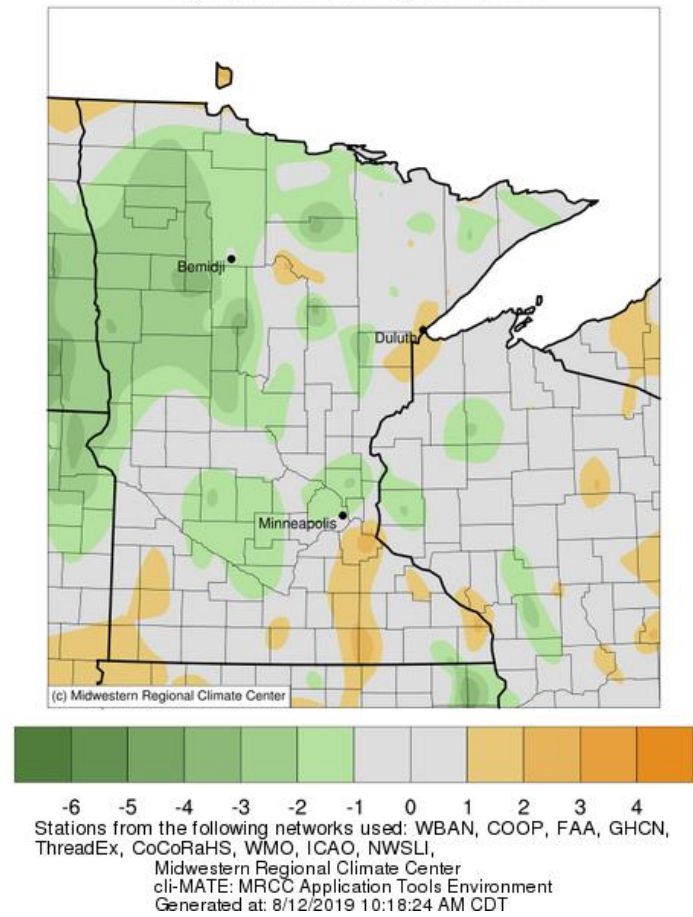 Bemidji
Duluth
Minneapolis
(c) Midwestern Regional Climate Center
-6 -5 -4 -3 -2 -1 0 1 2 3 4
Stations from the following networks used: WBAN, COOP, FAA, GHCN,
ThreadEx, CoCoRaHS, WMO, ICAO, NWSLI,
Midwestern Regional Climate Center
cli-MATE: MRCC Application Tools Environment
Generated at: 8/12/2019 10:18:24 AM CDT